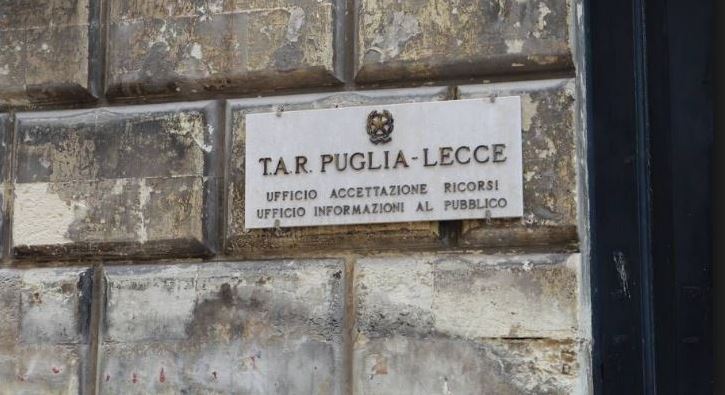 T.A.R. PUGLIA-LECCE
UFFICIO ACCETTAZIONE RICORSI
UFFICIO INFORMAZIONI AL PUBBLICO